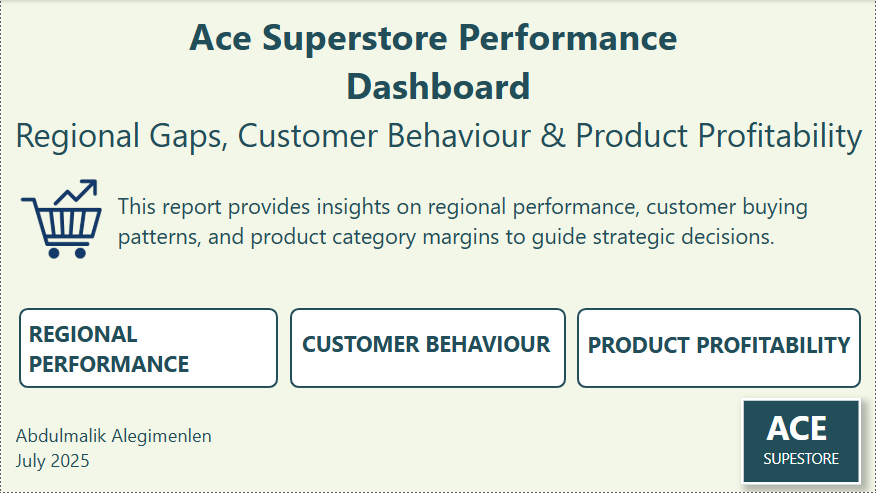 Ace Superstore Performance
Dashboard
Regional Gaps, Customer Behaviour & Product Profitability
This report provides insights on regional performance, customer buying
patterns, and product category margins to guide strategic decisions.
REGIONAL
PERFORMANCE
CUSTOMER BEHAVIOUR
PRODUCT PROFITABILITY
Abdulmalik Alegimenlen
July 2025
ACE
SUPESTORE